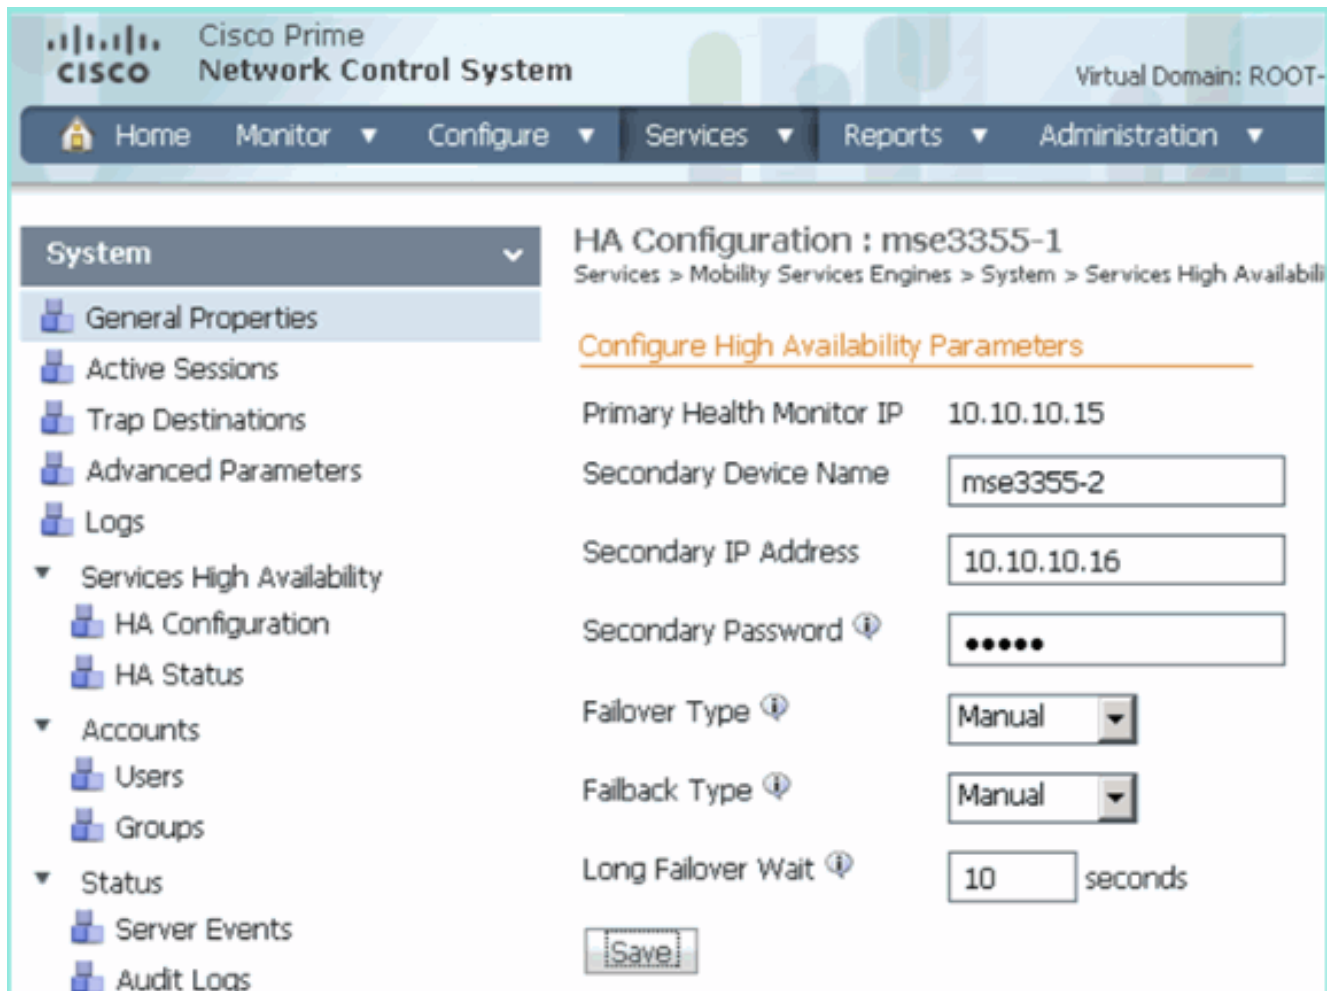 Cisco Prime
CISCO Network Control System
Virtual Domain: ROOT-
Home Monitor Configure Services Reports Administration
System
General Properties
Active Sessions
Trap Destinations
Advanced Parameters
Logs
Services High Availability
HA Configuration
HA Status
Accounts
Users
Groups
Status
Server Events
Audit Logs
HA Configuration : mse3355-1
Services > Mobility Services Engines > System > Services High Availabili
Configure High Availability Parameters
Primary Health Monitor IP 10.10.10.15
Secondary Device Name mse3355-2
Secondary IP Address 10.10.10.16
Secondary Password •••••
Failover Type Manual
Failback Type Manual
Long Failover Wait 10 seconds
Save